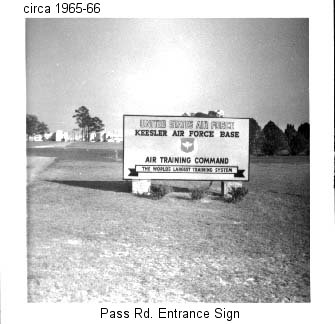 circa 1965-66
UNITED STATES AIR FORCE
KEESLER AIR FORCE BASE
AIR TRAINING COMMAND
THE WORLDS LARGEST TRAINING SYSTEM
Pass Rd. Entrance Sign